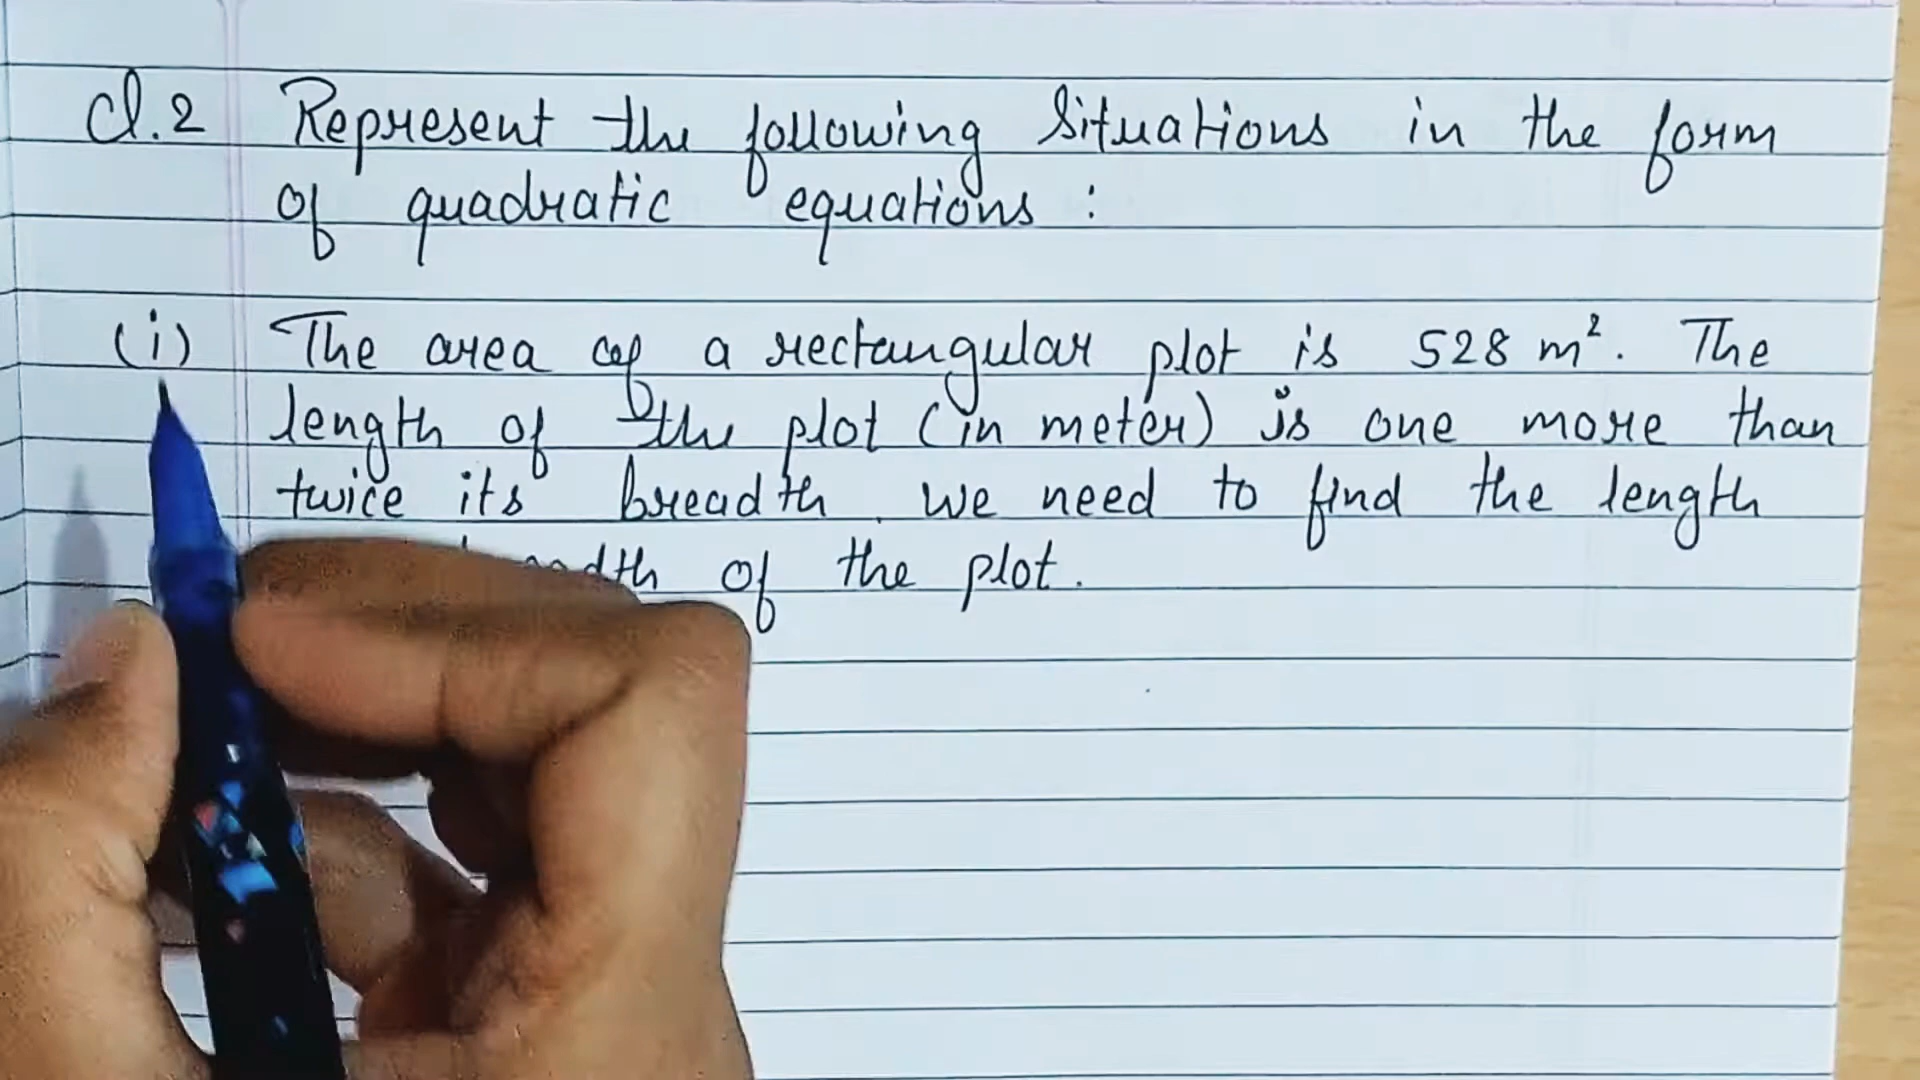 Q.2 Represent the following situations in the form
of quadratic equations :
(i) The area of a rectangular plot is 528 m². The
length of the plot (in meter) is one more than
twice its breadth. we need to find the length
of the plot.